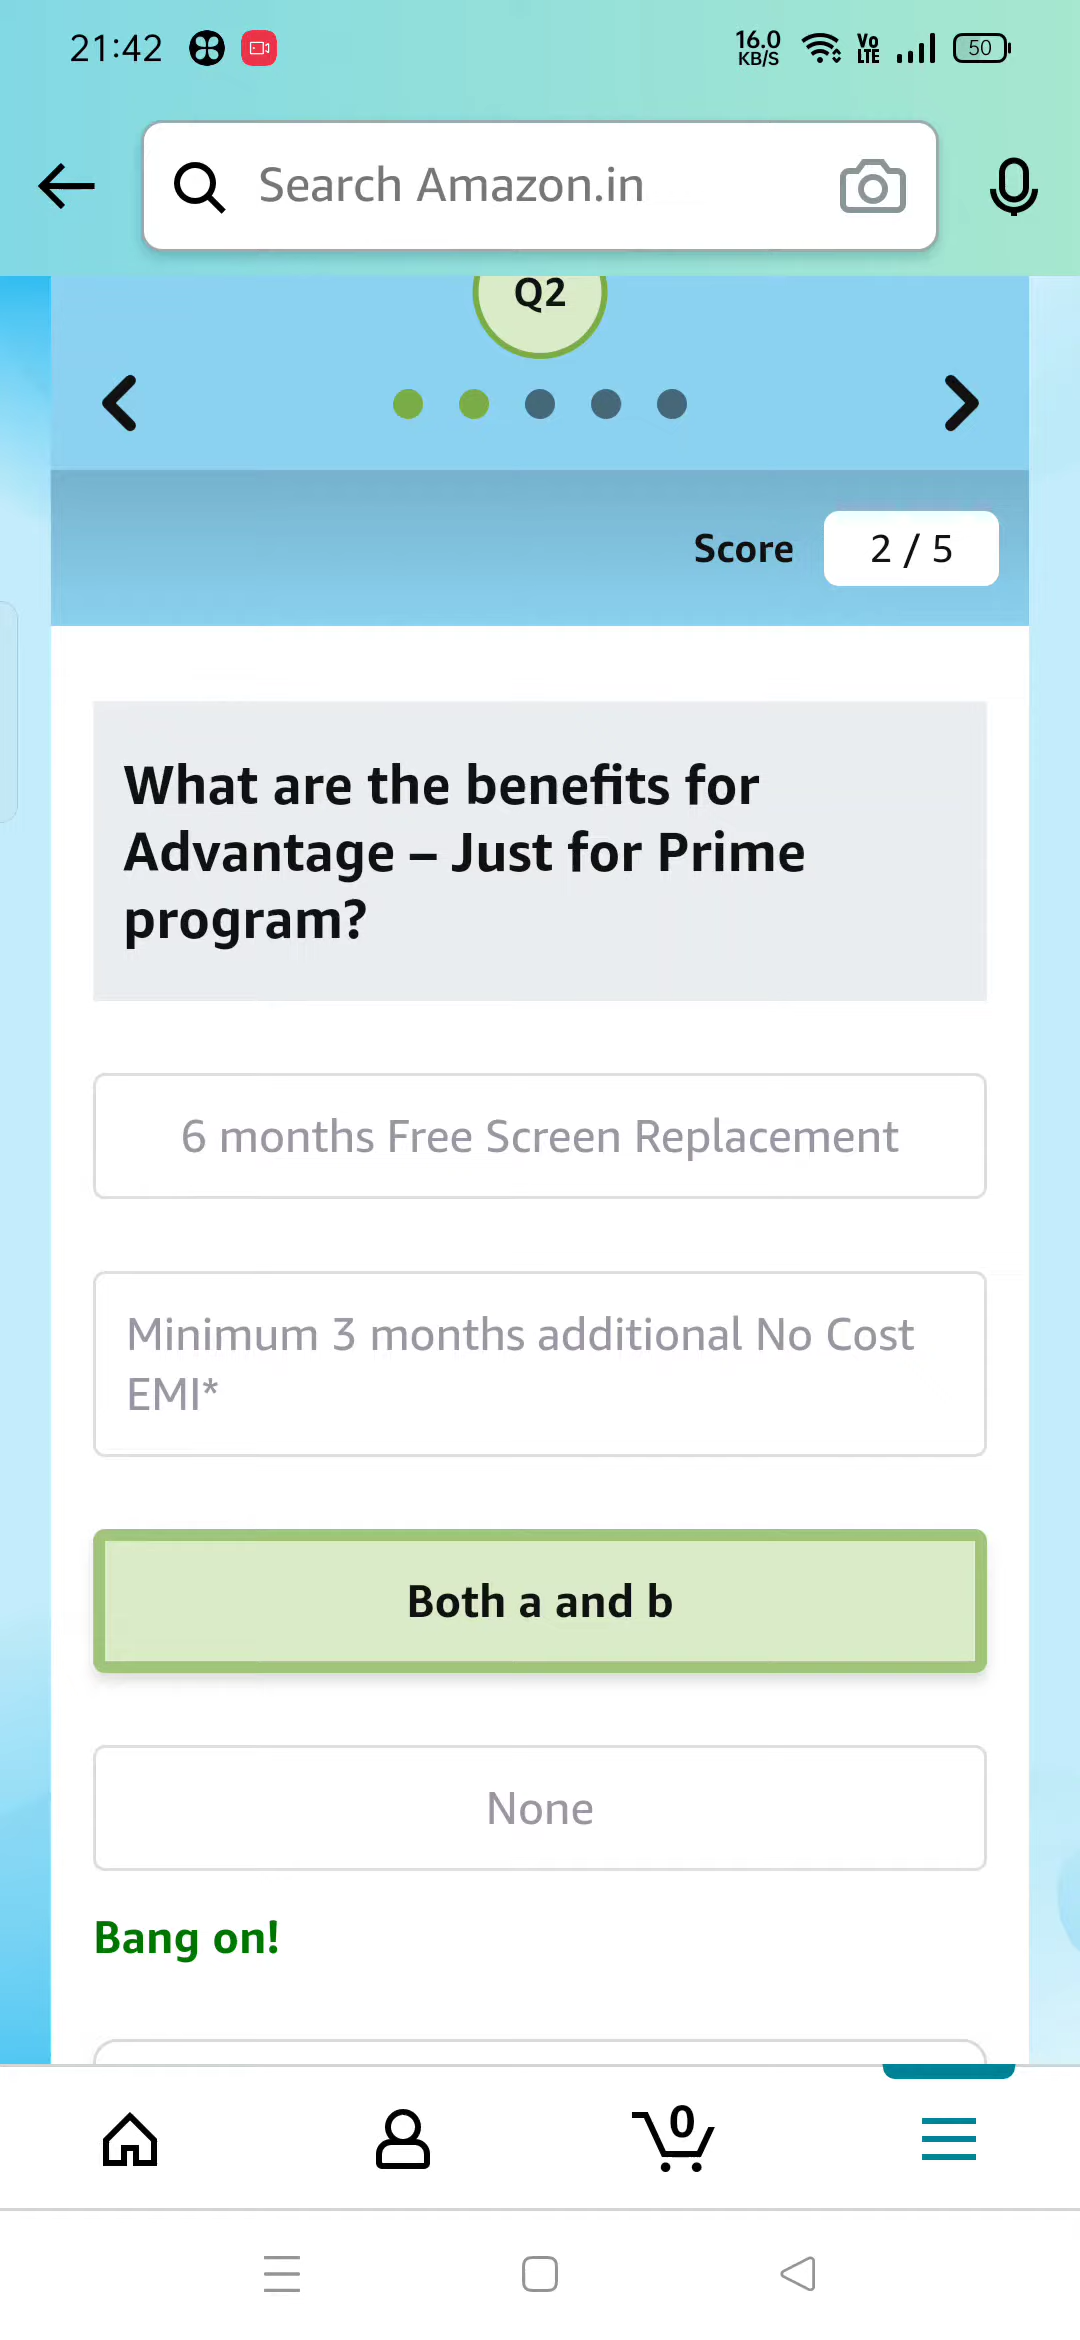 21:42
16.0
KB/S
Vo
LTE
50
Search Amazon.in
Q2
Score
2 / 5
What are the benefits for
Advantage – Just for Prime
program?
6 months Free Screen Replacement
Minimum 3 months additional No Cost
EMI*
Both a and b
None
Bang on!
0